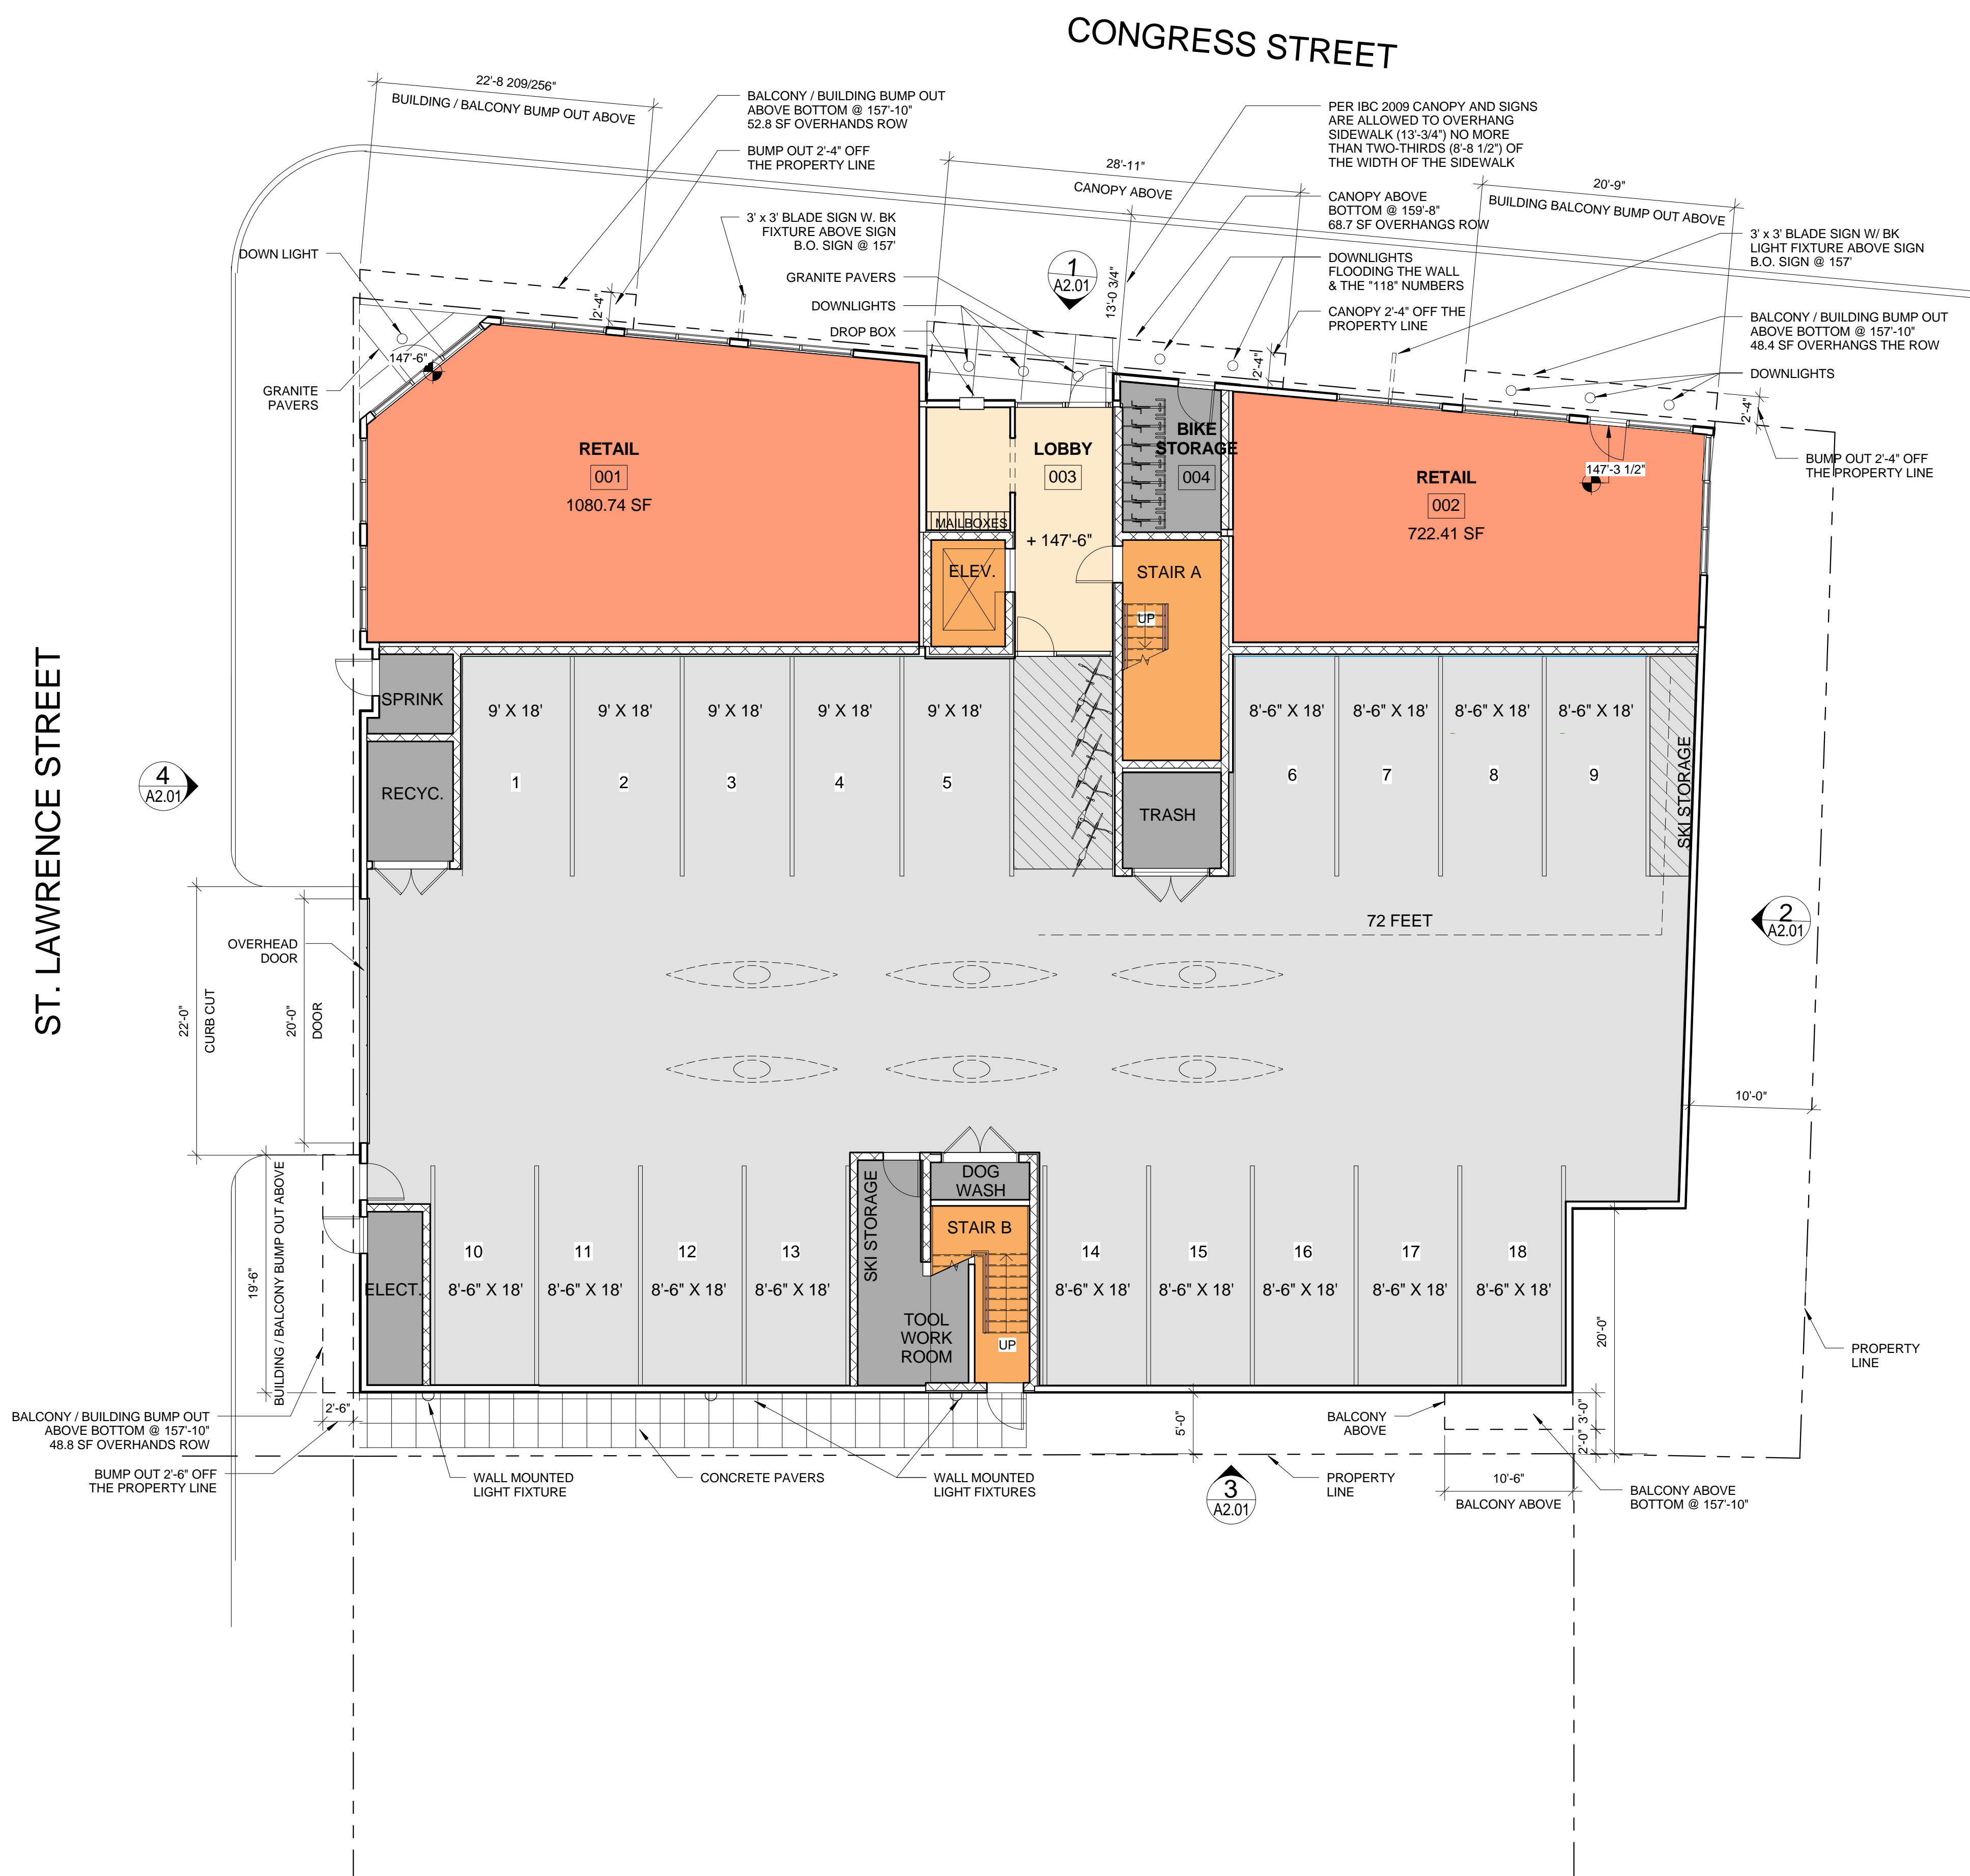 CONGRESS STREET
22'-8 209/256"
BUILDING / BALCONY BUMP OUT ABOVE
BALCONY / BUILDING BUMP OUT
ABOVE BOTTOM @ 157'-10"
52.8 SF OVERHANDS ROW
BUMP OUT 2'-4" OFF
THE PROPERTY LINE
PER IBC 2009 CANOPY AND SIGNS
ARE ALLOWED TO OVERHANG
SIDEWALK (13'-3/4") NO MORE
THAN TWO-THIRDS (8'-8 1/2") OF
THE WIDTH OF THE SIDEWALK
28'-11"
CANOPY ABOVE
20'-9"
BUILDING BALCONY BUMP OUT ABOVE
CANOPY ABOVE
BOTTOM @ 159'-8"
68.7 SF OVERHANGS ROW
3' x 3' BLADE SIGN W. BK
FIXTURE ABOVE SIGN
B.O. SIGN @ 157'
3' x 3' BLADE SIGN W/ BK
LIGHT FIXTURE ABOVE SIGN
B.O. SIGN @ 157'
DOWN LIGHT
GRANITE PAVERS
1
A2.01
DOWNLIGHTS
FLOODING THE WALL
& THE "118" NUMBERS
DOWNLIGHTS
13'-0 3/4"
2'-4"
CANOPY 2'-4" OFF THE
PROPERTY LINE
BALCONY / BUILDING BUMP OUT
ABOVE BOTTOM @ 157'-10"
48.4 SF OVERHANGS THE ROW
DROP BOX
147'-6"
2'-4"
DOWNLIGHTS
GRANITE
PAVERS
2'-4"
RETAIL
001
1080.74 SF
LOBBY
003
BIKE
STORAGE
004
RETAIL
002
722.41 SF
147'-3 1/2"
BUMP OUT 2'-4" OFF
THE PROPERTY LINE
MAILBOXES
+ 147'-6"
ELEV.
STAIR A
UP
ST. LAWRENCE STREET
SPRINK
9' X 18'
9' X 18'
9' X 18'
9' X 18'
9' X 18'
8'-6" X 18'
8'-6" X 18'
8'-6" X 18'
8'-6" X 18'
SKI STORAGE
4
A2.01
RECYC.
1
2
3
4
5
6
7
8
9
TRASH
72 FEET
2
A2.01
OVERHEAD
DOOR
22'-0"
CURB CUT
20'-0"
DOOR
10'-0"
19'-6"
BUILDING / BALCONY BUMP OUT ABOVE
SKI STORAGE
DOG
WASH
STAIR B
10
11
12
13
14
15
16
17
18
ELECT.
8'-6" X 18'
8'-6" X 18'
8'-6" X 18'
8'-6" X 18'
8'-6" X 18'
8'-6" X 18'
8'-6" X 18'
8'-6" X 18'
8'-6" X 18'
TOOL
WORK
ROOM
UP
20'-0"
PROPERTY
LINE
2'-6"
BALCONY / BUILDING BUMP OUT
ABOVE BOTTOM @ 157'-10"
48.8 SF OVERHANDS ROW
5'-0"
BALCONY
ABOVE
3'-0"
2'-0"
BUMP OUT 2'-6" OFF
THE PROPERTY LINE
WALL MOUNTED
LIGHT FIXTURE
CONCRETE PAVERS
WALL MOUNTED
LIGHT FIXTURES
3
A2.01
PROPERTY
LINE
10'-6"
BALCONY ABOVE
BALCONY ABOVE
BOTTOM @ 157'-10"